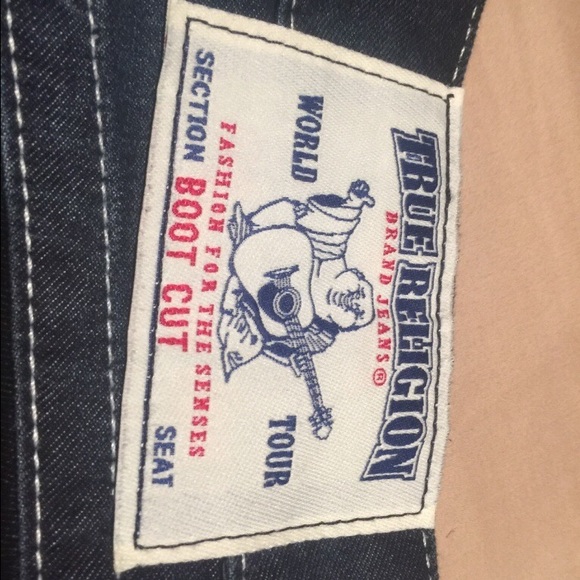 TRUE RELIGION
BRAND JEANS®
WORLD TOUR
FASHION FOR THE SENSES
SECTION BOOT CUT SEAT